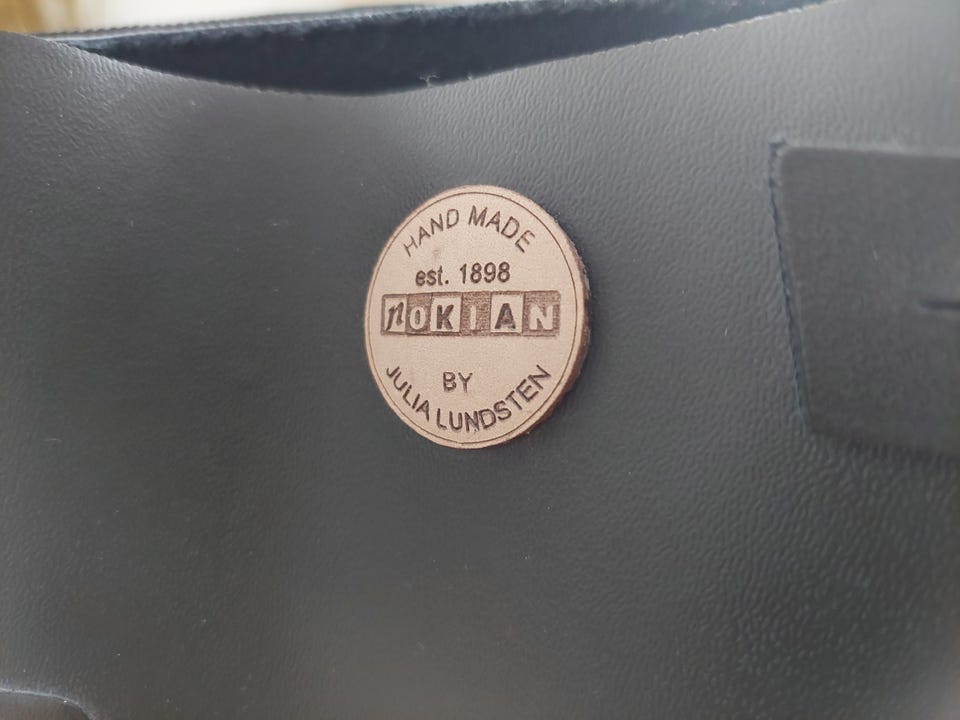 HAND MADE
est. 1898
nOKIAN
BY
JULIA LUNDSTEN